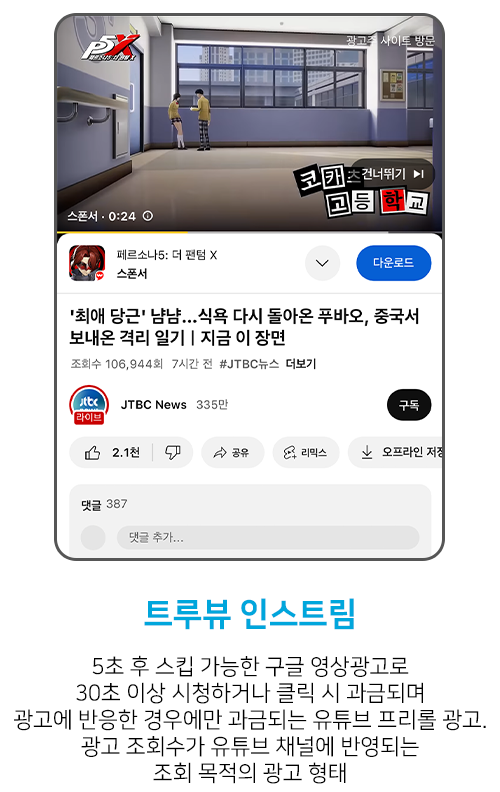 P5X
페르소나5: 더 팬텀 X
광고주 사이트 방문
건너뛰기
코카츠
고등 학교
스폰서 · 0:24
페르소나5: 더 팬텀 X
스폰서
다운로드
'최애 당근' 냠냠...식욕 다시 돌아온 푸바오, 중국서
보내온 격리 일기ㅣ지금 이 장면
조회수 106,944회 7시간 전 #JTBC뉴스 더보기
jtbc
라이브
JTBC News 335만
구독
2.1천
공유
리믹스
오프라인 저장
댓글 387
댓글 추가...
트루뷰 인스트림
5초 후 스킵 가능한 구글 영상광고로
30초 이상 시청하거나 클릭 시 과금되며
광고에 반응한 경우에만 과금되는 유튜브 프리롤 광고.
광고 조회수가 유튜브 채널에 반영되는
조회 목적의 광고 형태